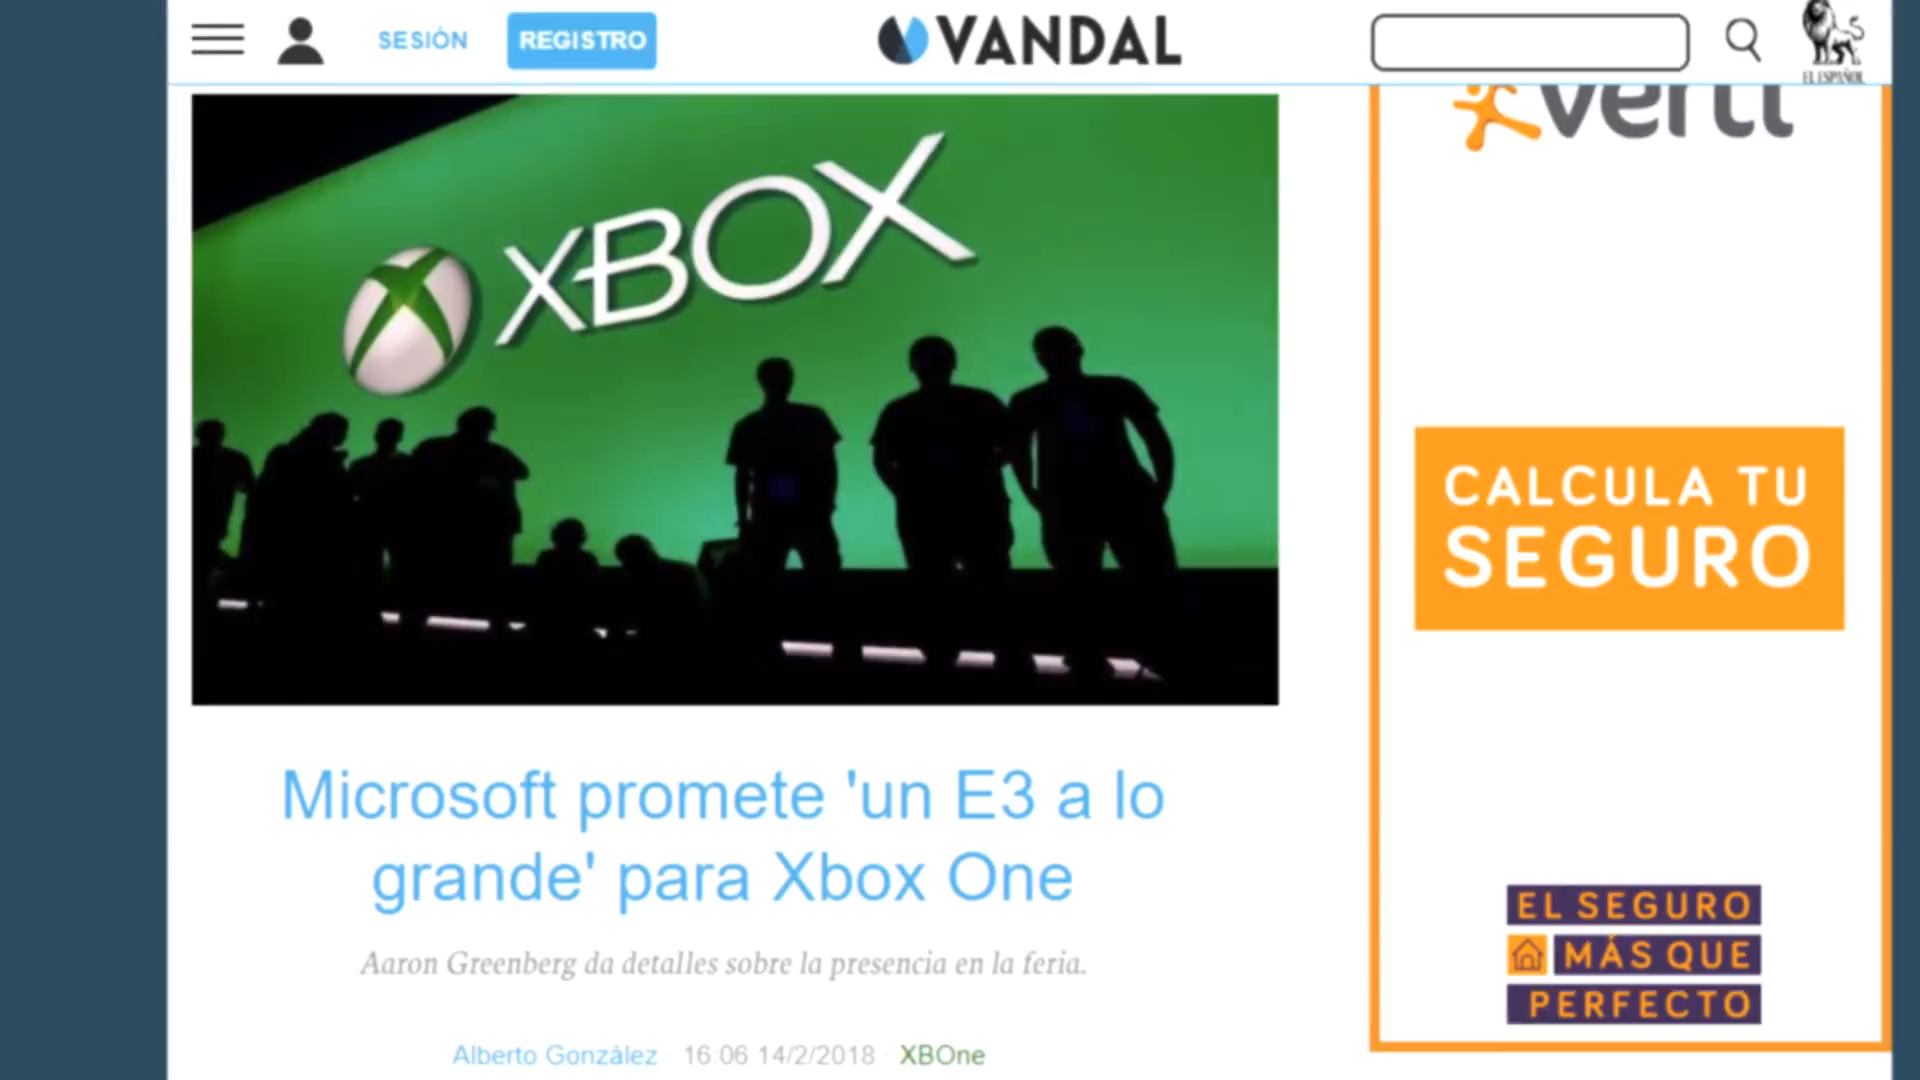 SESIÓN
REGISTRO
VANDAL
EL ESPAÑOL
XBOX
verti
CALCULA TU
SEGURO
EL SEGURO
MÁS QUE
PERFECTO
Microsoft promete 'un E3 a lo
grande' para Xbox One
Aaron Greenberg da detalles sobre la presencia en la feria.
Alberto González · 16 06 14/2/2018 · XBOne